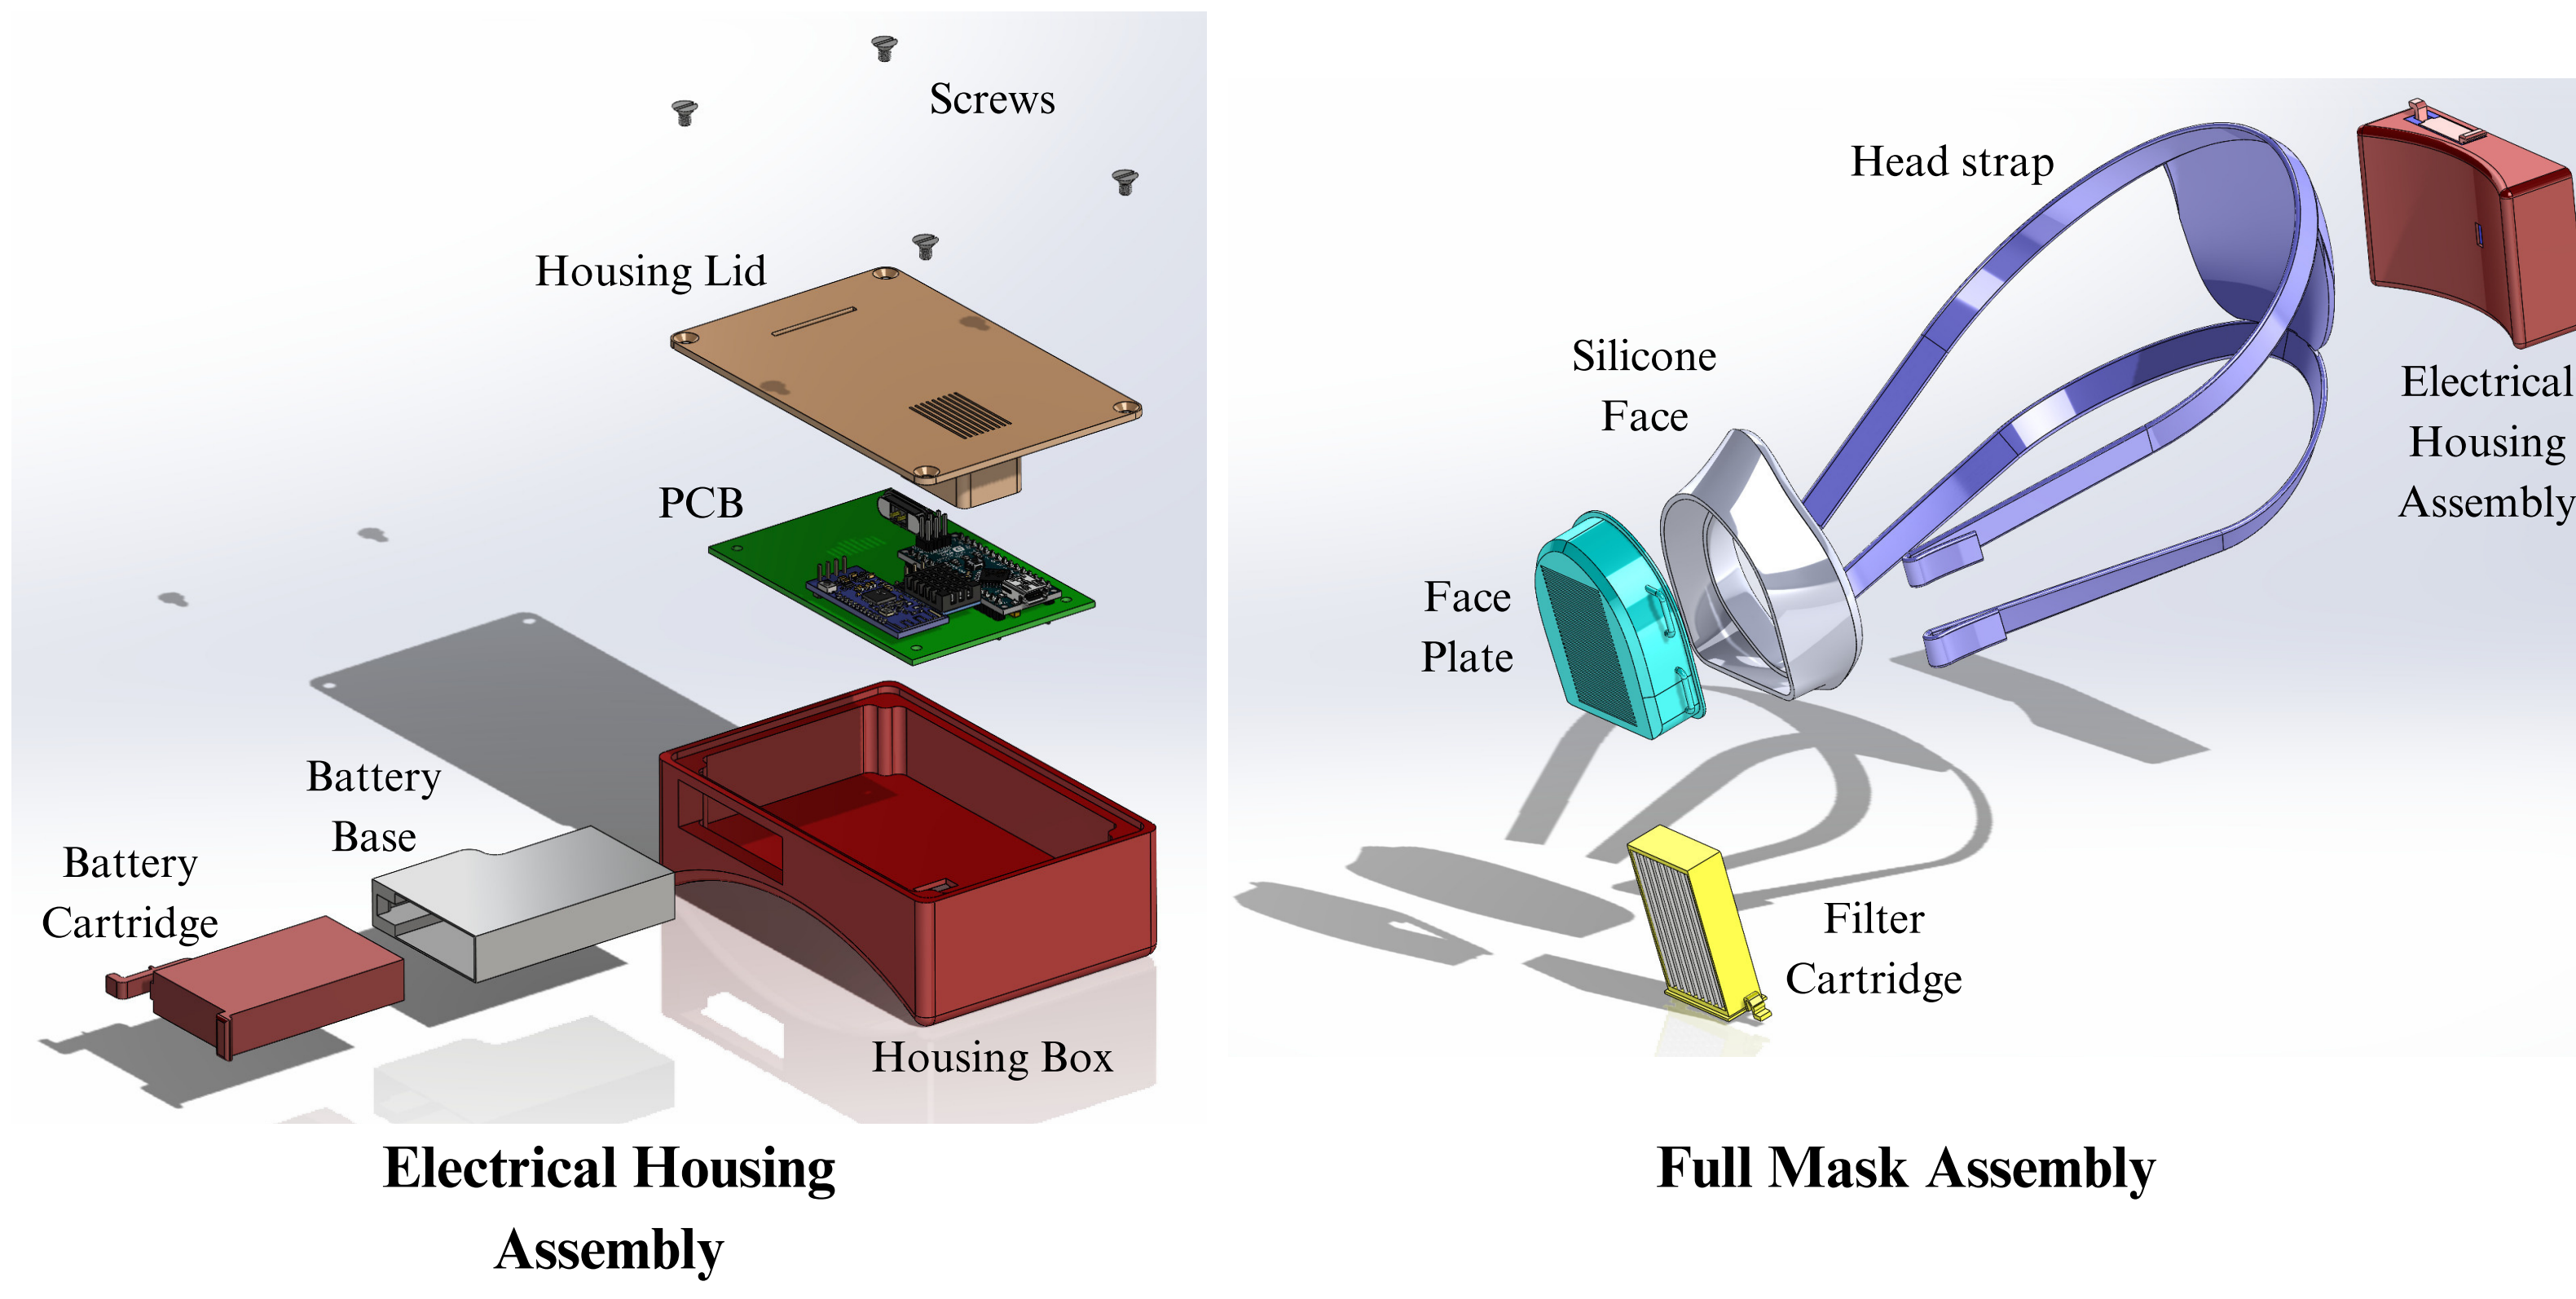 Screws
Housing Lid
PCB
Battery
Base
Battery
Cartridge
Housing Box
Electrical Housing
Assembly
Head strap
Silicone
Face
Electrical
Housing
Assembly
Face
Plate
Filter
Cartridge
Full Mask Assembly